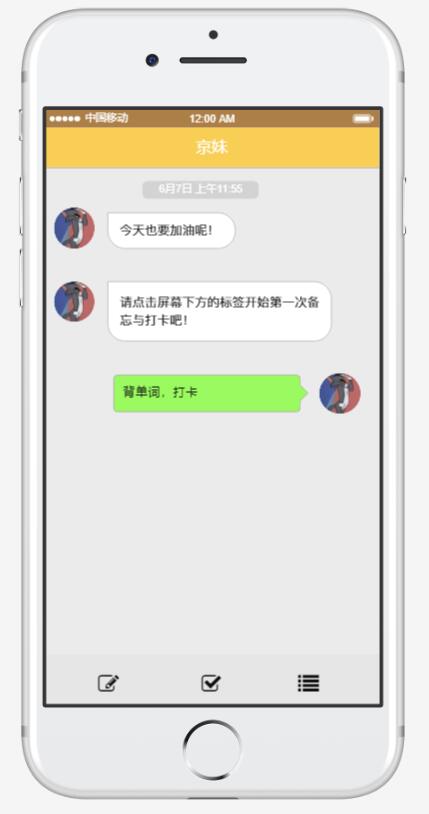 中国移动 12:00 AM
京妹
6月7日 上午11:55
今天也要加油呢！
请点击屏幕下方的标签开始第一次备
忘与打卡吧！
背单词，打卡